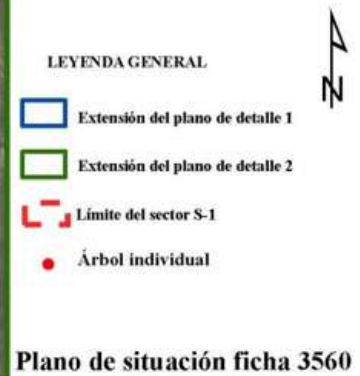 N
LEYENDA GENERAL
Extensión del plano de detalle 1
Extensión del plano de detalle 2
Límite del sector S-1
Árbol individual
Plano de situación ficha 3560